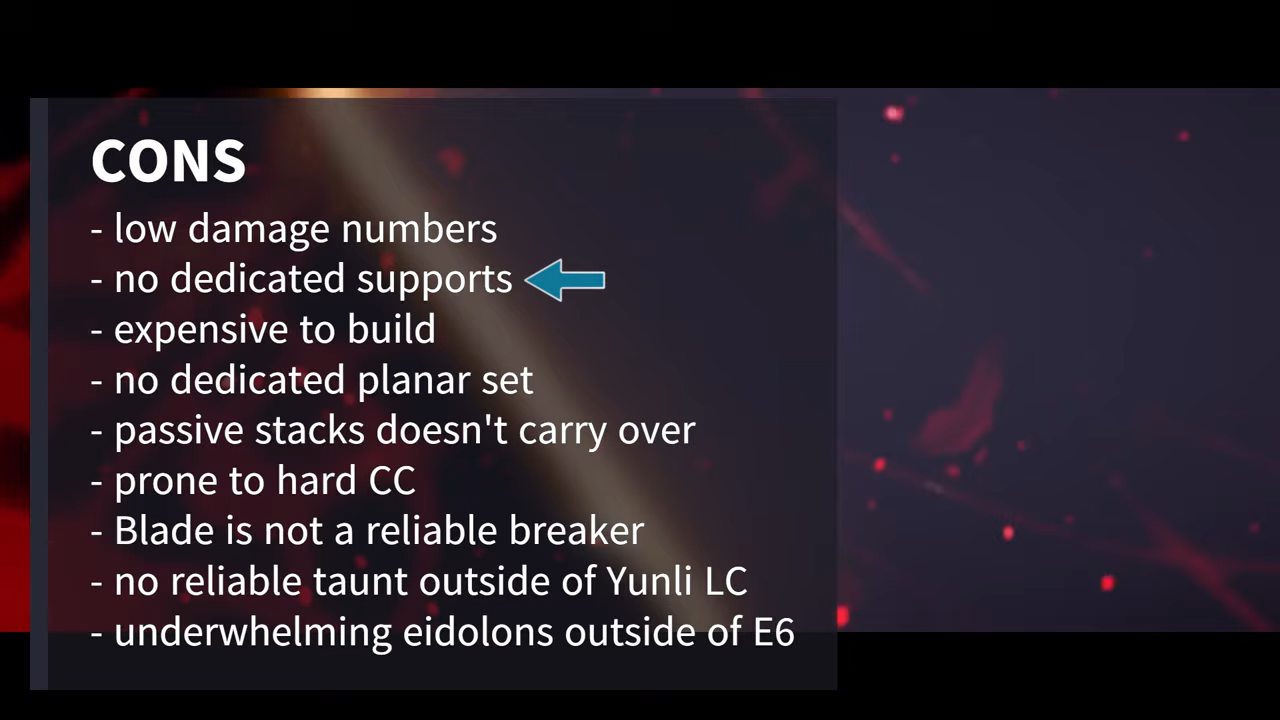 CONS
- low damage numbers
- no dedicated supports
- expensive to build
- no dedicated planar set
- passive stacks doesn't carry over
- prone to hard CC
- Blade is not a reliable breaker
- no reliable taunt outside of Yunli LC
- underwhelming eidolons outside of E6